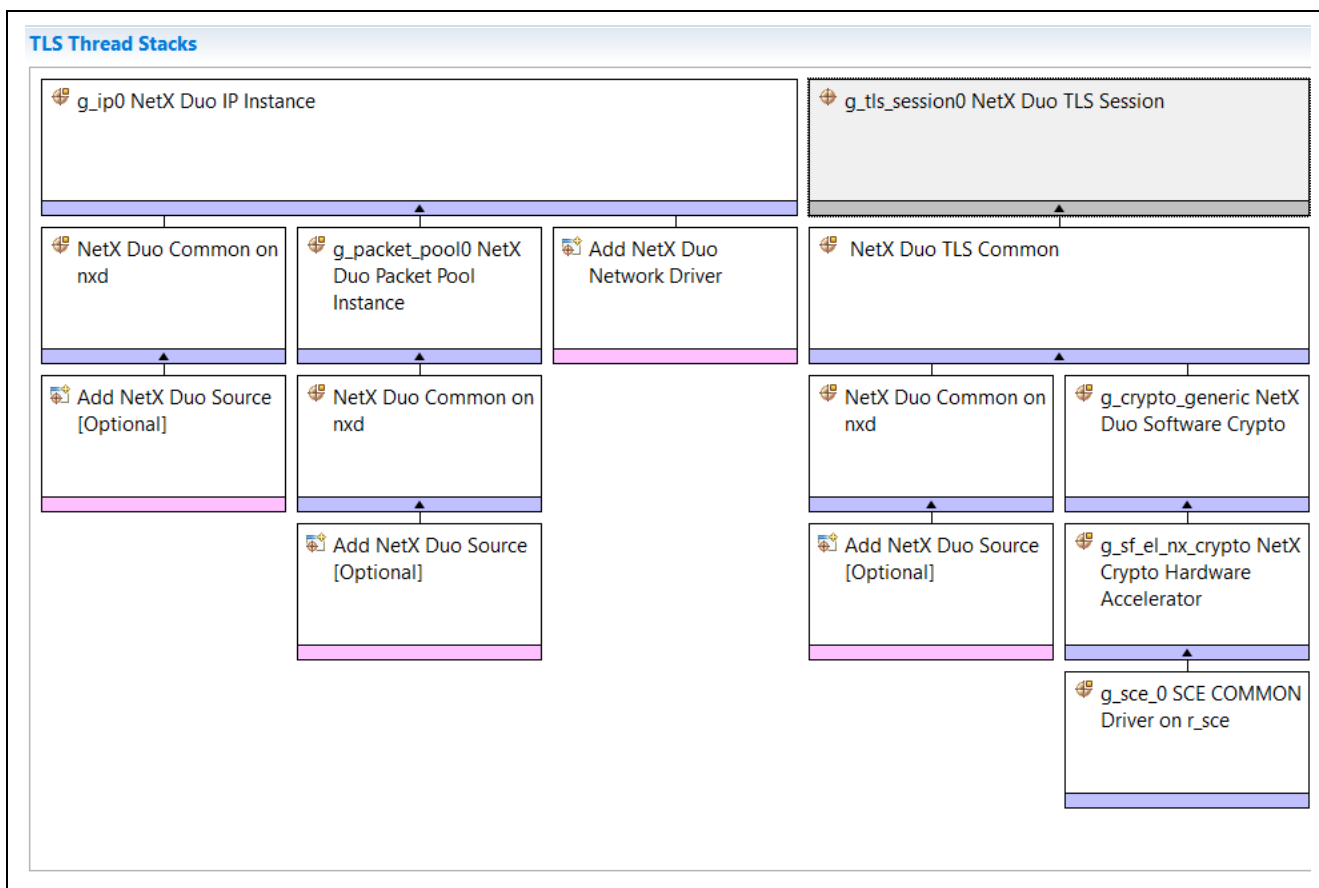 TLS Thread Stacks
g_ip0 NetX Duo IP Instance
g_tls_session0 NetX Duo TLS Session
NetX Duo Common on
nxd
g_packet_pool0 NetX
Duo Packet Pool
Instance
Add NetX Duo
Network Driver
NetX Duo TLS Common
Add NetX Duo Source
[Optional]
NetX Duo Common on
nxd
NetX Duo Common on
nxd
g_crypto_generic NetX
Duo Software Crypto
Add NetX Duo Source
[Optional]
Add NetX Duo Source
[Optional]
g_sf_el_nx_crypto NetX
Crypto Hardware
Accelerator
g_sce_0 SCE COMMON
Driver on r_sce